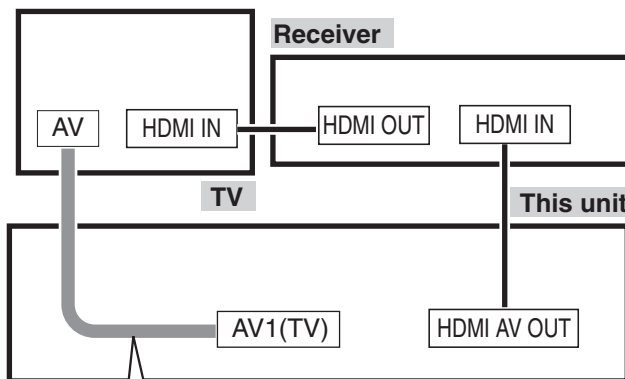 Receiver
AV
HDMI IN
HDMI OUT
HDMI IN
TV
This unit
AV1(TV)
HDMI AV OUT